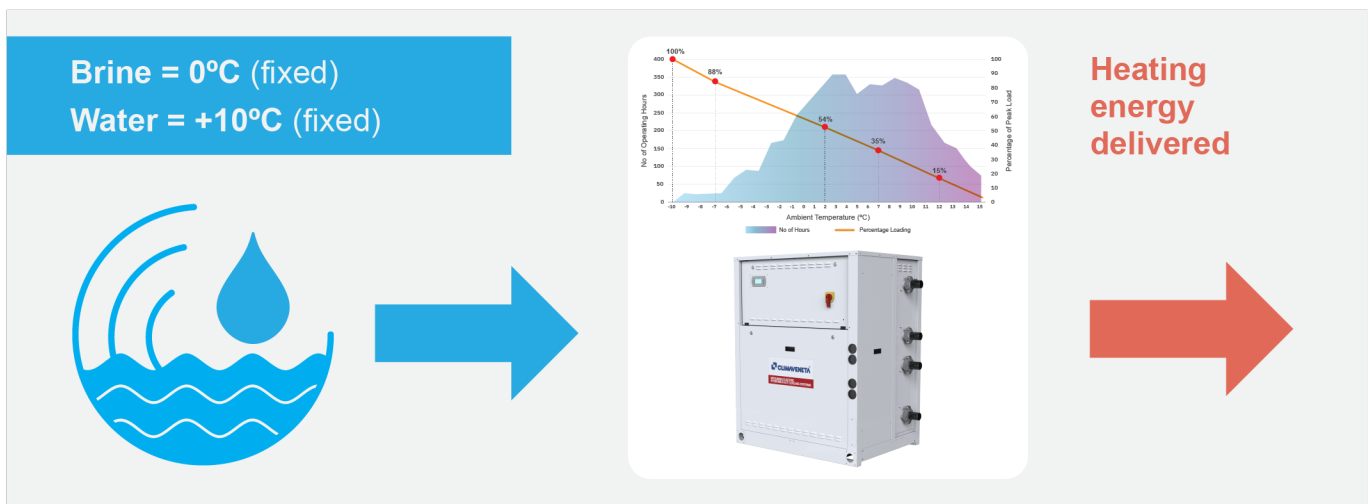 Brine = 0ºC (fixed)
Water = +10ºC (fixed)
Heating
energy
delivered
100%
88%
54%
35%
15%
No of Operating Hours
400
350
300
250
200
150
100
50
0
Percentage of Peak Load
100
90
80
70
60
50
40
30
20
10
0
-10 -9 -8 -7 -6 -5 -4 -3 -2 -1 0 1 2 3 4 5 6 7 8 9 10 11 12 13 14 15
Ambient Temperature (ºC)
No of Hours
Percentage Loading
CLIMAVENETA